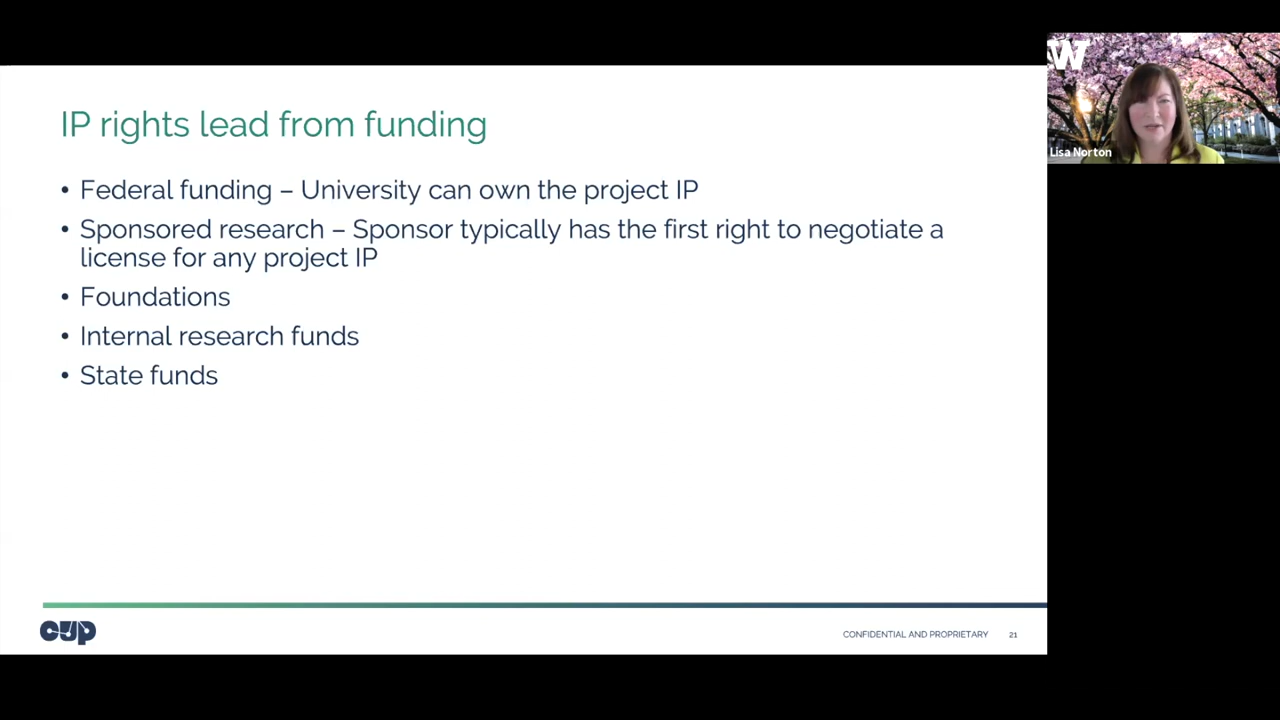 W
Lisa Norton
IP rights lead from funding
• Federal funding – University can own the project IP
• Sponsored research – Sponsor typically has the first right to negotiate a
license for any project IP
• Foundations
• Internal research funds
• State funds
CUP
CONFIDENTIAL AND PROPRIETARY 21